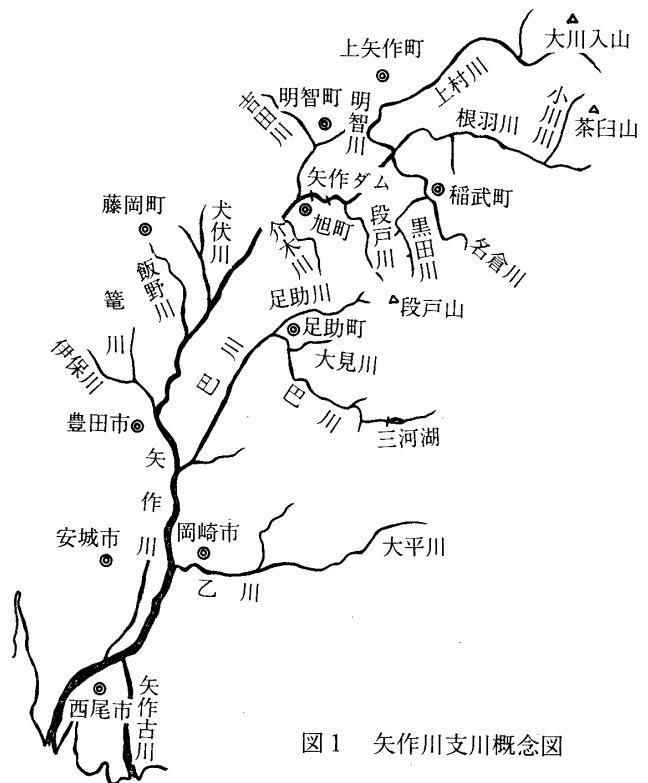 大川入山
上矢作町
上村川
小川川
茶臼山
明智町
明智川
吉田川
根羽川
矢作ダム
稲武町
藤岡町
犬伏川
旭町
介木川
段戸川
黒田川
名倉川
飯野川
篭川
足助川
段戸山
足助町
伊保川
巴川
大見川
巴川
豊田市
三河湖
矢作川
安城市
岡崎市
大平川
乙川
西尾市
矢作古川
図1 矢作川支川概念図